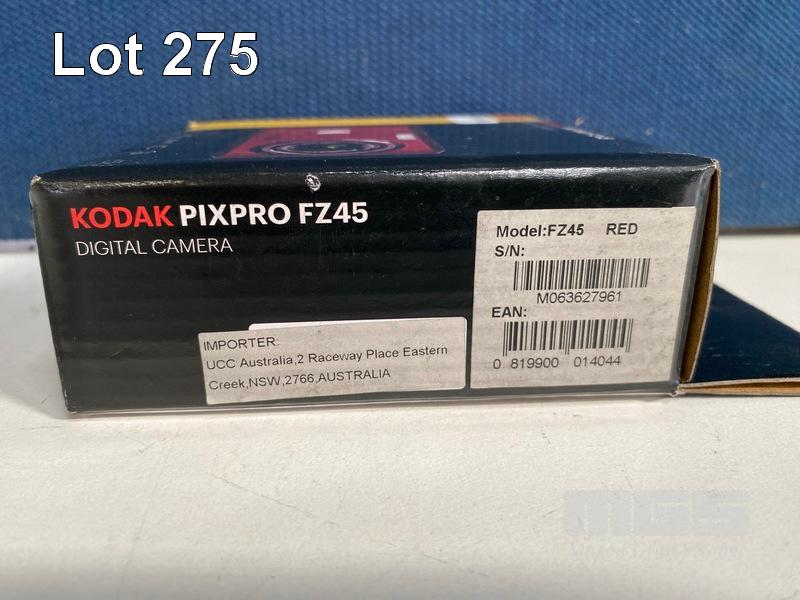 Lot 275
KODAK PIXPRO FZ45
DIGITAL CAMERA
Model:FZ45 RED
S/N:
M063627961
EAN:
0 819900 014044
IMPORTER:
UCC Australia,2 Raceway Place Eastern
Creek,NSW,2766,AUSTRALIA
MGS